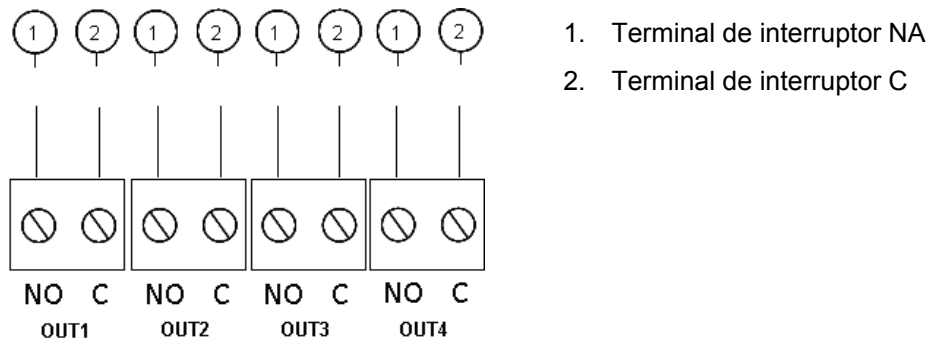 1 2 1 2 1 2 1 2
1. Terminal de interruptor NA
2. Terminal de interruptor C
NO C NO C NO C NO C
OUT1 OUT2 OUT3 OUT4